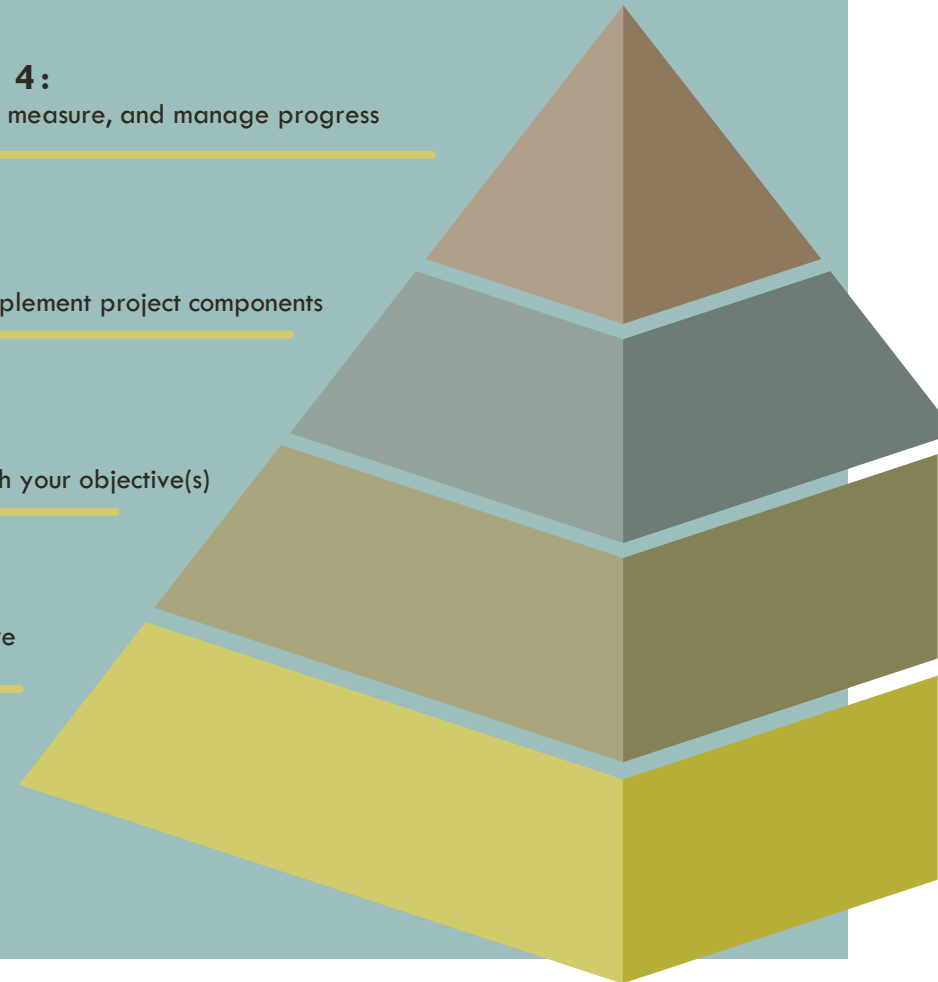 4:
measure, and manage progress
plement project components
h your objective(s)
e